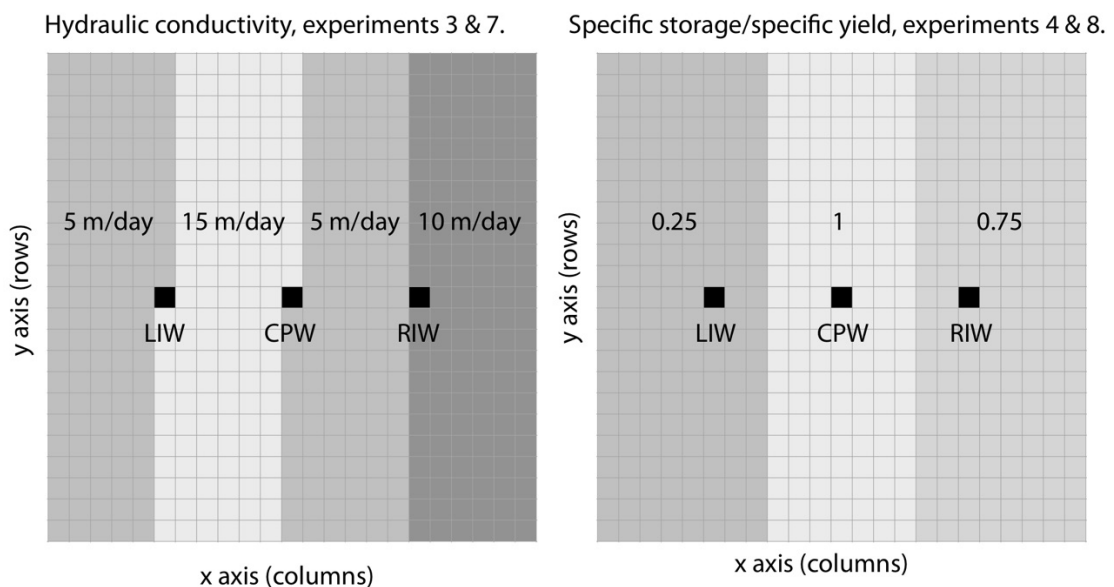 Hydraulic conductivity, experiments 3 & 7.
5 m/day 15 m/day 5 m/day 10 m/day
LIW CPW RIW
y axis (rows)
x axis (columns)
Specific storage/specific yield, experiments 4 & 8.
0.25 1 0.75
LIW CPW RIW
y axis (rows)
x axis (columns)